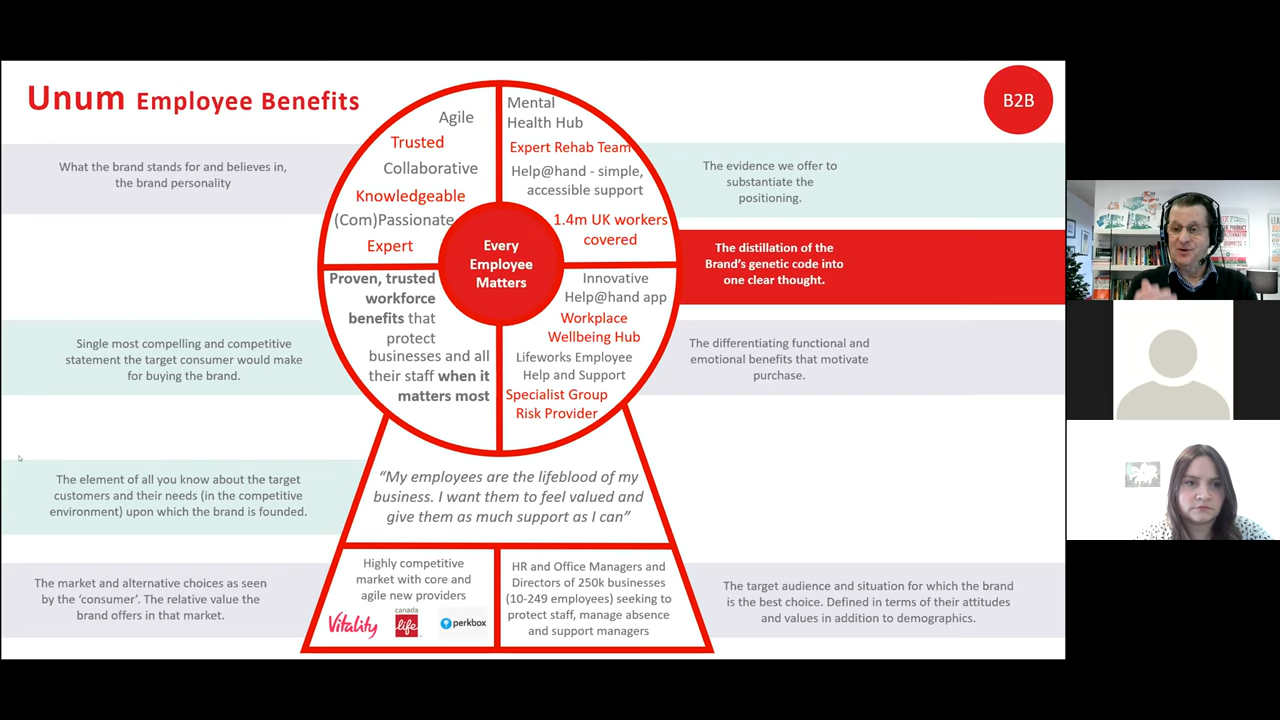 Unum Employee Benefits
B2B
What the brand stands for and believes in,
the brand personality
Agile
Trusted
Collaborative
Knowledgeable
(Com)Passionate
Expert
Mental
Health Hub
Expert Rehab Team
Help@hand - simple,
accessible support
1.4m UK workers
covered
The evidence we offer to
substantiate the
positioning.
Every
Employee
Matters
The distillation of the
Brand's genetic code into
one clear thought.
Proven, trusted
workforce
benefits that
protect
businesses and all
their staff when it
matters most
Innovative
Help@hand app
Workplace
Wellbeing Hub
Lifeworks Employee
Help and Support
Specialist Group
Risk Provider
Single most compelling and competitive
statement the target consumer would make
for buying the brand.
The differentiating functional and
emotional benefits that motivate
purchase.
The element of all you know about the target
customers and their needs (in the competitive
environment) upon which the brand is founded.
“My employees are the lifeblood of my
business. I want them to feel valued and
give them as much support as I can”
The market and alternative choices as seen
by the ‘consumer’. The relative value the
brand offers in that market.
Highly competitive
market with core and
agile new providers
Vitality
canada
life
perkbox
HR and Office Managers and
Directors of 250k businesses
(10-249 employees) seeking to
protect staff, manage absence
and support managers
The target audience and situation for which the brand
is the best choice. Defined in terms of their attitudes
and values in addition to demographics.